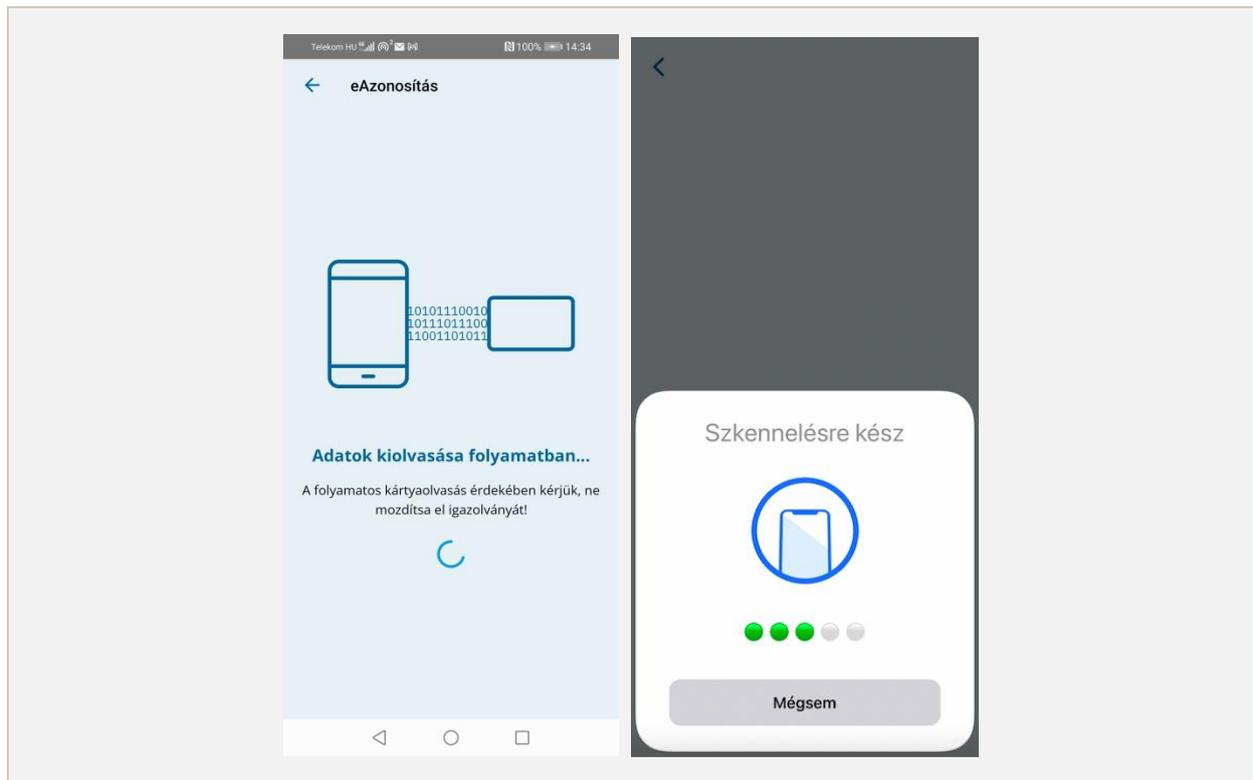 Telekom HU 100% 14:34
eAzonosítás
10101110010
10111011100
11001101011
Adatok kiolvasása folyamatban...
A folyamatos kártyaolvasás érdekében kérjük, ne
mozdítsa el igazolványát!
Szkennelésre kész
Mégsem